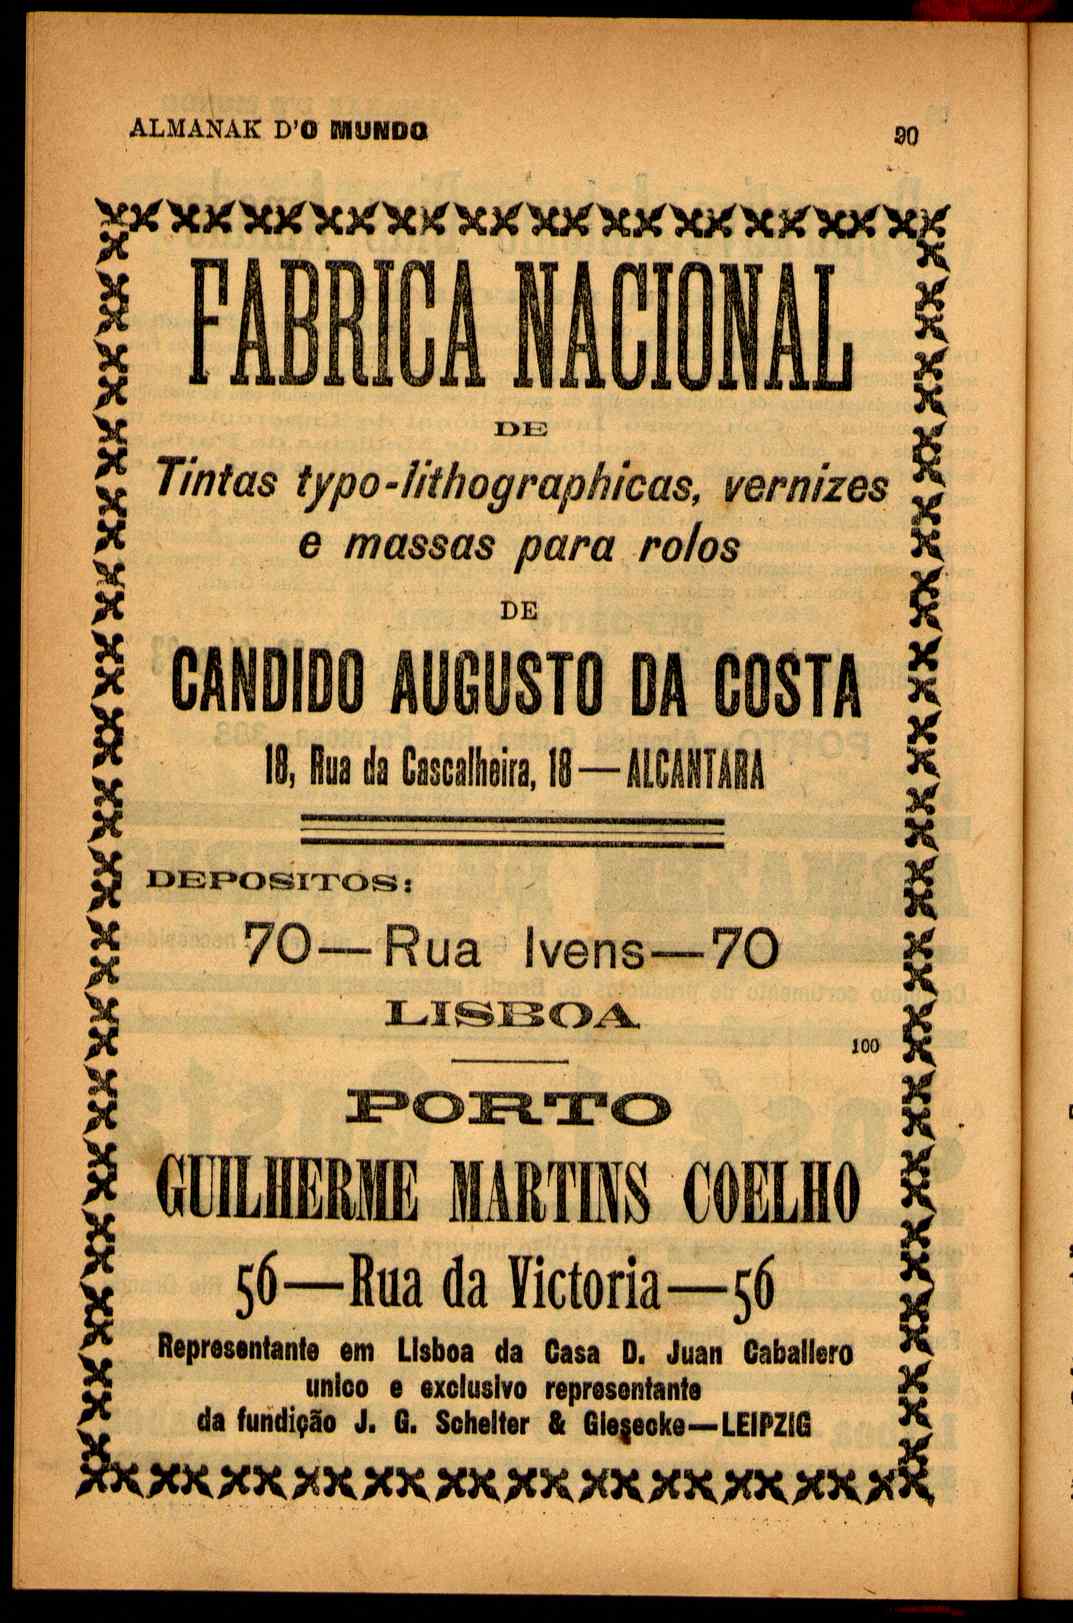 ALMANAK D'O MUNDO
90
FABRICA NACIONAL
DE
Tintas typo-lithographicas, vernizes
e massas para rolos
DE
CANDIDO AUGUSTO DA COSTA
18, Rua da Cascalheira, 18—ALCANTARA
DEPOSITOS:
70—Rua Ivens—70
LISBOA
100
PORTO
GUILHERME MARTINS COELHO
56—Rua da Victoria—56
Representante em Lisboa da Casa D. Juan Caballero
unico e exclusivo representante
da fundição J. G. Schelter & Giesecke—LEIPZIG